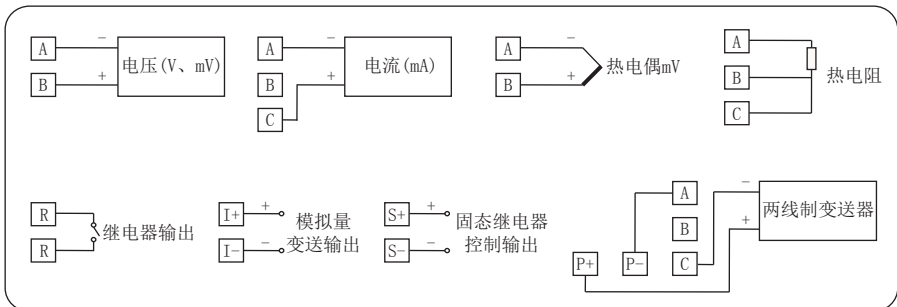 A
−
B
+
电压(V、mV)
A
−
B
+
C
电流(mA)
A
−
B
+
热电偶mV
A
B
C
热电阻
R
R
继电器输出
I+
+
I-
−
模拟量
变送输出
S+
+
S-
−
固态继电器
控制输出
P+
P-
A
B
C
−
+
两线制变送器